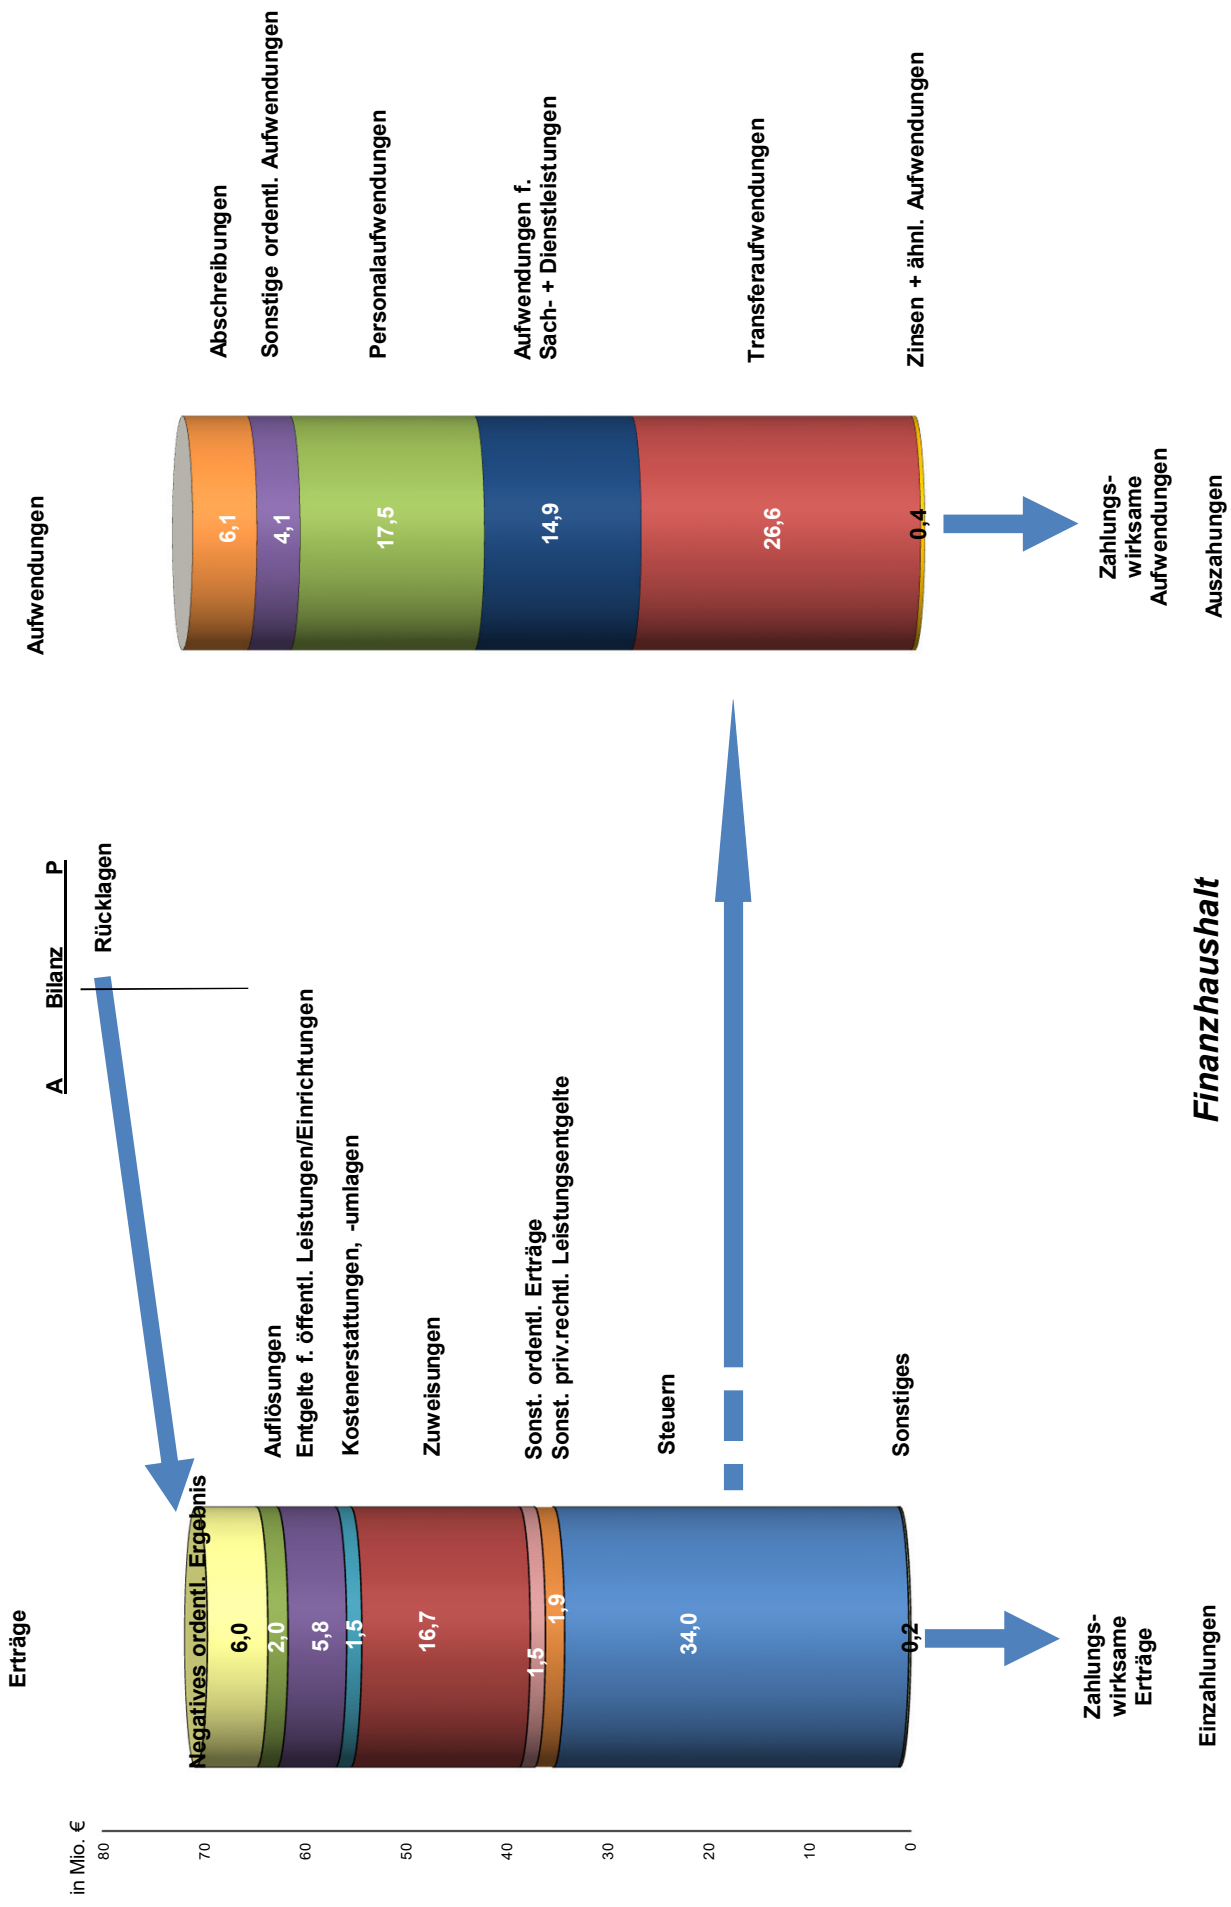 Erträge
A Bilanz P
Aufwendungen
Rücklagen
in Mio. €
80
70
60
50
40
30
20
10
0
Negatives ordentl. Ergebnis
6,0
2,0
5,8
1,5
16,7
1,5
1,9
34,0
0,2
Auflösungen
Entgelte f. öffentl. Leistungen/Einrichtungen
Kostenerstattungen, -umlagen
Zuweisungen
Sonst. ordentl. Erträge
Sonst. priv.rechtl. Leistungsentgelte
Steuern
Sonstiges
6,1
4,1
17,5
14,9
26,6
0,4
Abschreibungen
Sonstige ordentl. Aufwendungen
Personalaufwendungen
Aufwendungen f.
Sach- + Dienstleistungen
Transferaufwendungen
Zinsen + ähnl. Aufwendungen
Zahlungs-
wirksame
Erträge
Zahlungs-
wirksame
Aufwendungen
Einzahlungen
Finanzhaushalt
Auszahungen